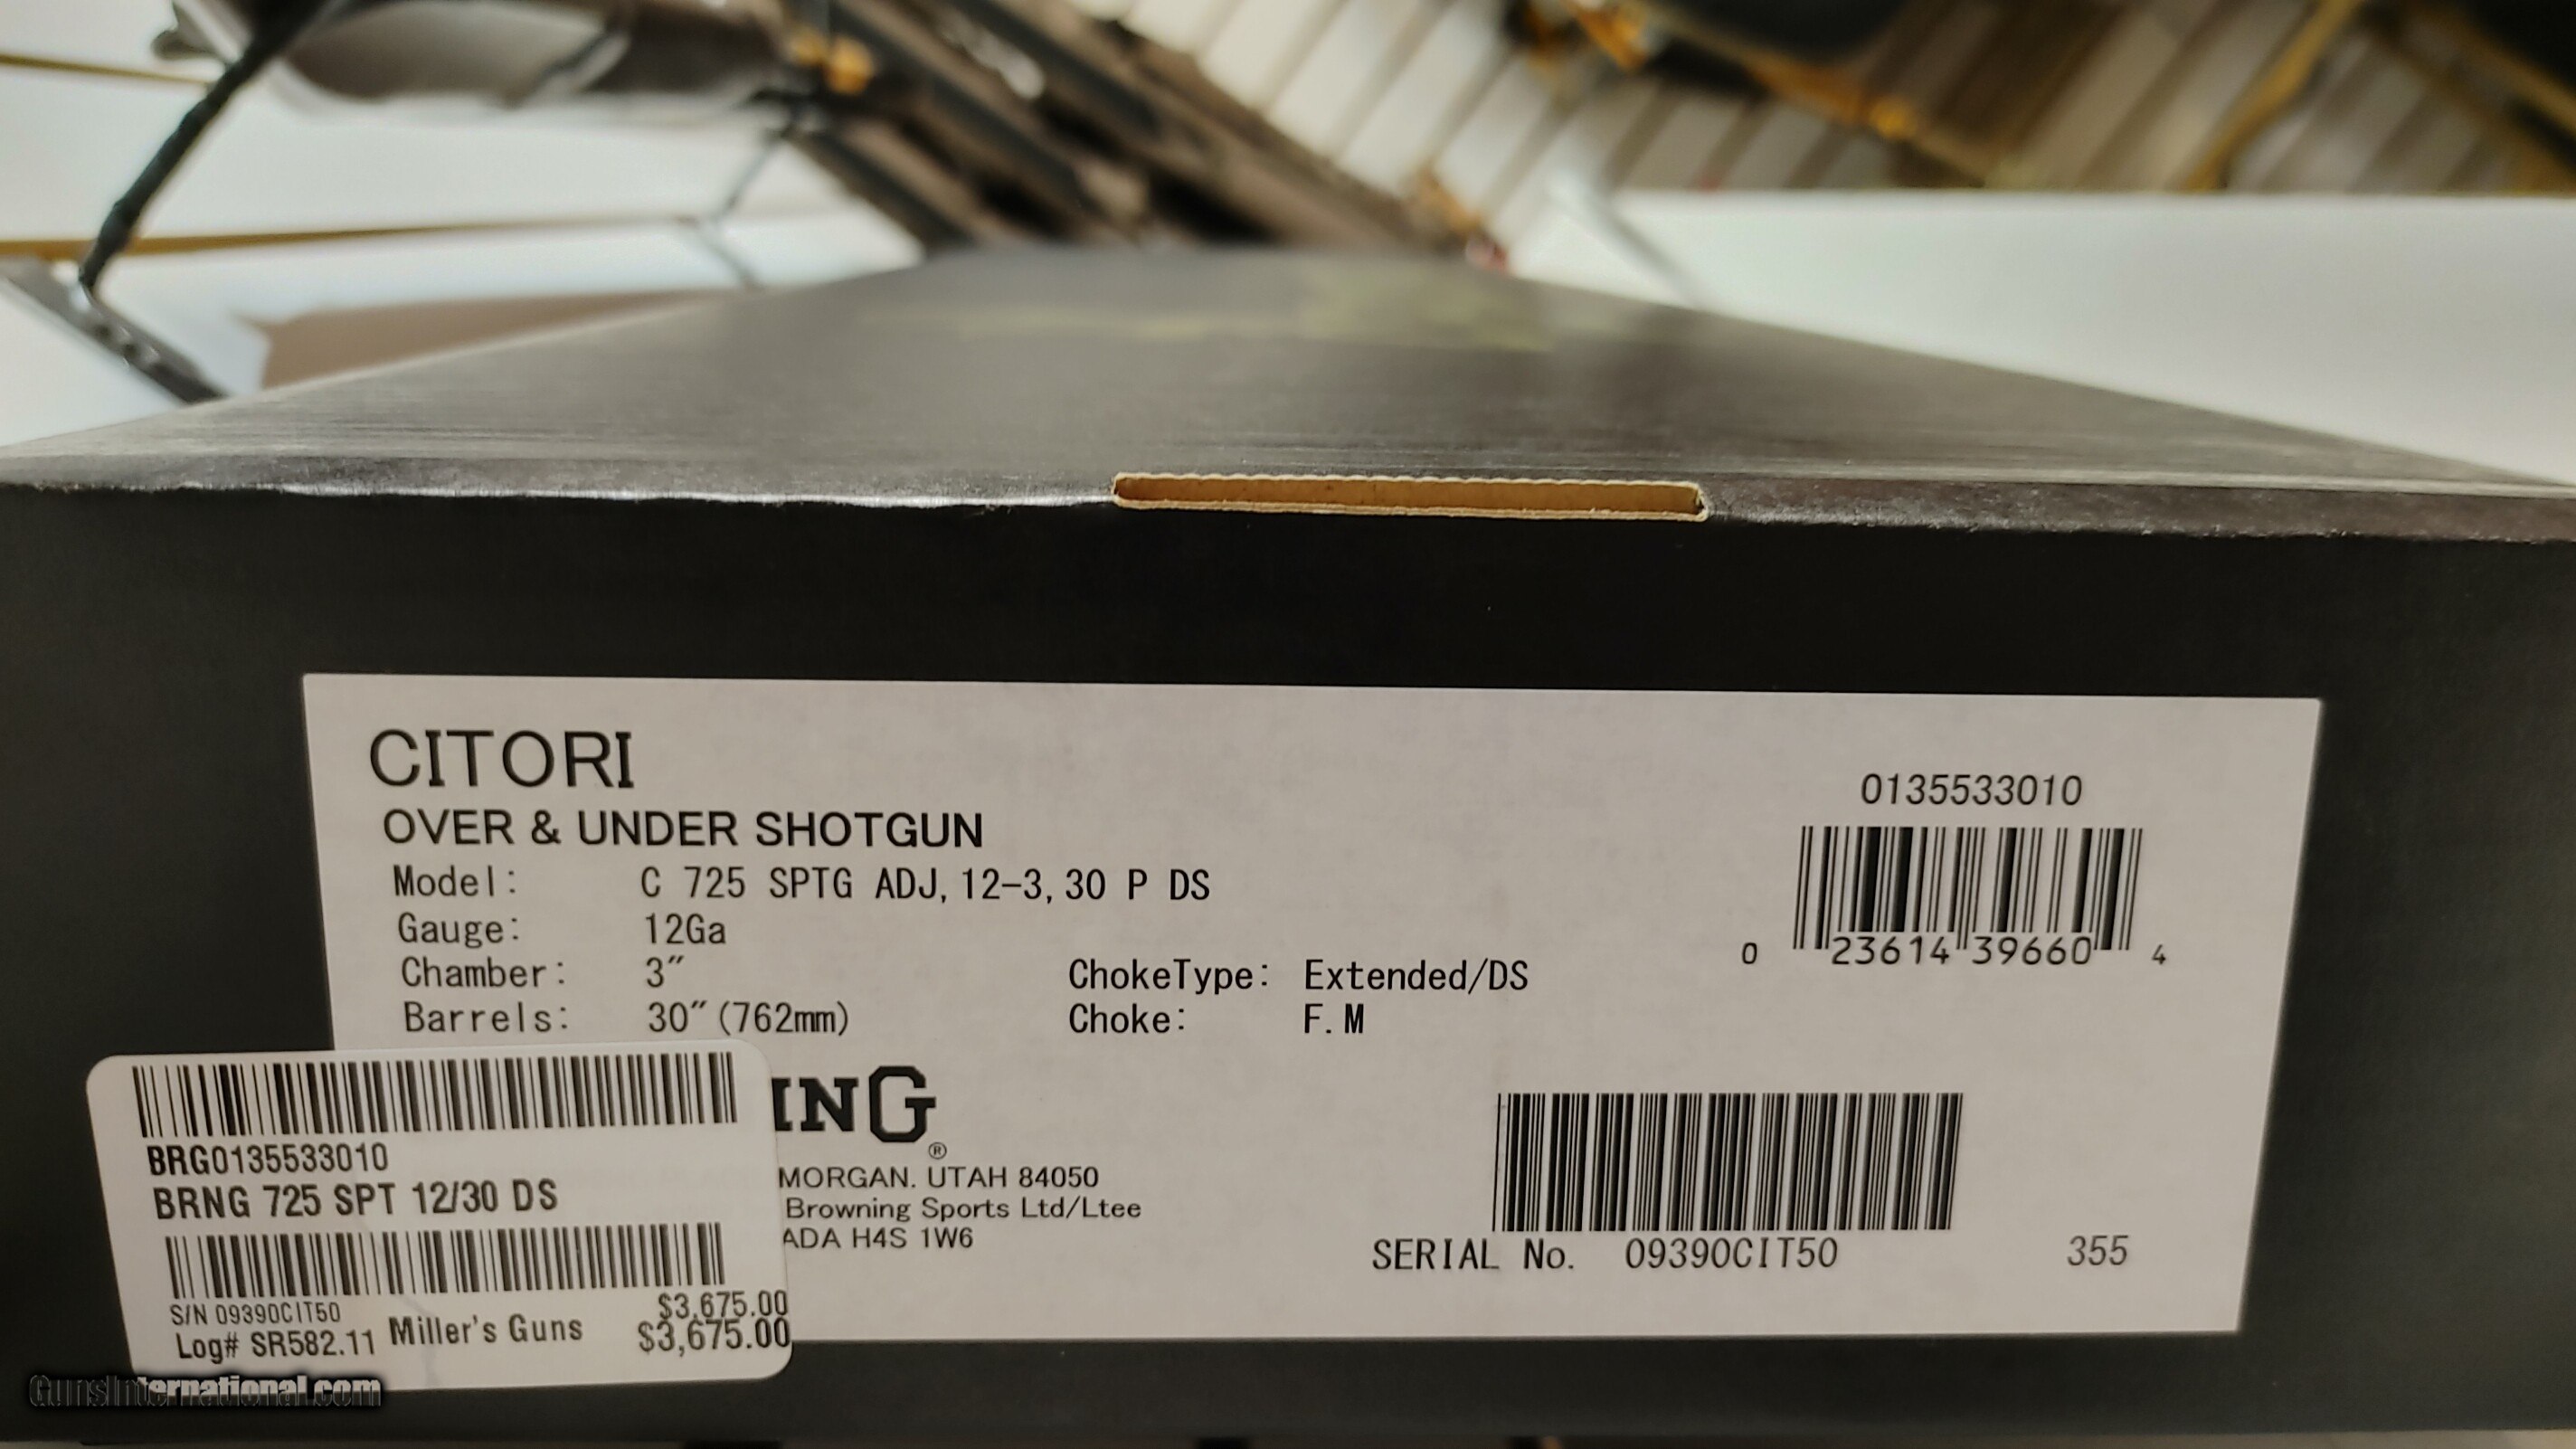 CITORI
OVER & UNDER SHOTGUN
Model: C 725 SPTG ADJ,12-3,30 P DS
Gauge: 12Ga
Chamber: 3″
ChokeType: Extended/DS
Barrels: 30″(762mm)
Choke: F.M
0135533010
0 23614 39660 4
ING®
MORGAN. UTAH 84050
Browning Sports Ltd/Ltee
ADA H4S 1W6
SERIAL No. 09390CIT50
355
BRG0135533010
BRNG 725 SPT 12/30 DS
S/N 09390CIT50
$3,675.00
Log# SR582.11 Miller's Guns $3,675.00
GunsInternational.com